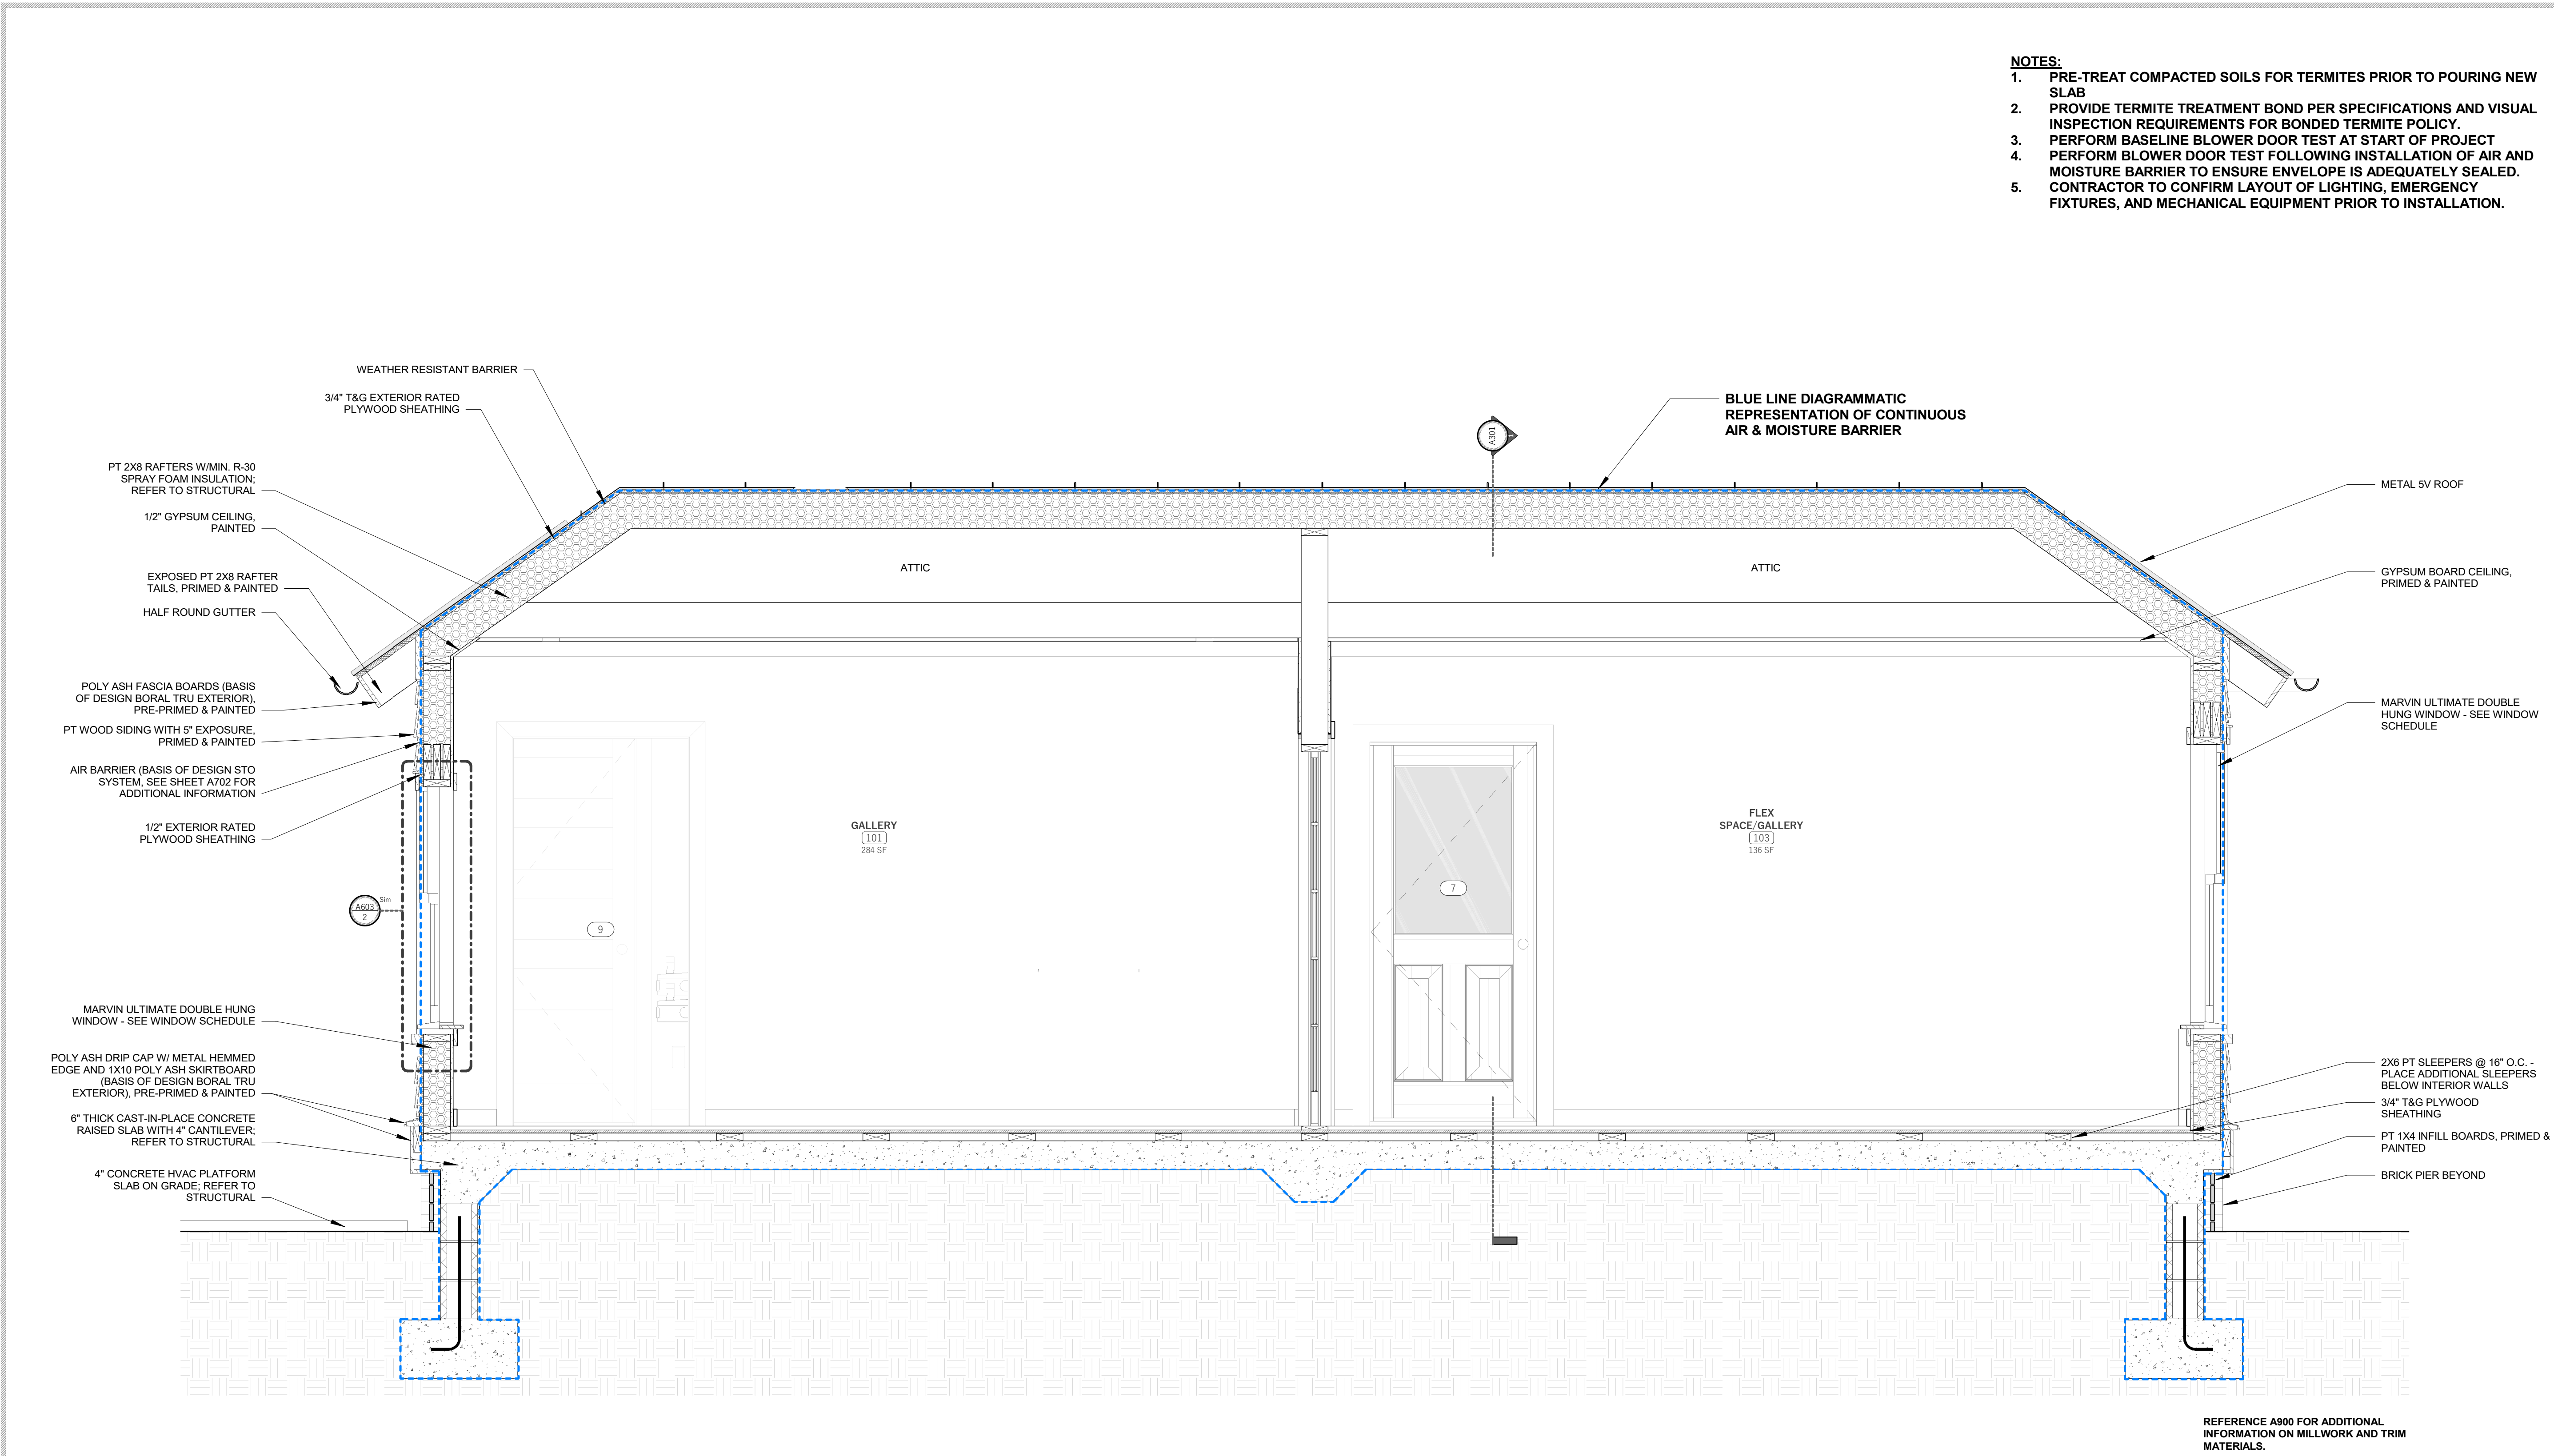 NOTES:
1. PRE-TREAT COMPACTED SOILS FOR TERMITES PRIOR TO POURING NEW
SLAB
2. PROVIDE TERMITE TREATMENT BOND PER SPECIFICATIONS AND VISUAL
INSPECTION REQUIREMENTS FOR BONDED TERMITE POLICY.
3. PERFORM BASELINE BLOWER DOOR TEST AT START OF PROJECT
4. PERFORM BLOWER DOOR TEST FOLLOWING INSTALLATION OF AIR AND
MOISTURE BARRIER TO ENSURE ENVELOPE IS ADEQUATELY SEALED.
5. CONTRACTOR TO CONFIRM LAYOUT OF LIGHTING, EMERGENCY
FIXTURES, AND MECHANICAL EQUIPMENT PRIOR TO INSTALLATION.
WEATHER RESISTANT BARRIER
3/4" T&G EXTERIOR RATED
PLYWOOD SHEATHING
PT 2X8 RAFTERS W/MIN. R-30
SPRAY FOAM INSULATION;
REFER TO STRUCTURAL
1/2" GYPSUM CEILING,
PAINTED
EXPOSED PT 2X8 RAFTER
TAILS, PRIMED & PAINTED
HALF ROUND GUTTER
POLY ASH FASCIA BOARDS (BASIS
OF DESIGN BORAL TRU EXTERIOR),
PRE-PRIMED & PAINTED
PT WOOD SIDING WITH 5" EXPOSURE,
PRIMED & PAINTED
AIR BARRIER (BASIS OF DESIGN STO
SYSTEM, SEE SHEET A702 FOR
ADDITIONAL INFORMATION
1/2" EXTERIOR RATED
PLYWOOD SHEATHING
A603
2
Sim
MARVIN ULTIMATE DOUBLE HUNG
WINDOW - SEE WINDOW SCHEDULE
POLY ASH DRIP CAP W/ METAL HEMMED
EDGE AND 1X10 POLY ASH SKIRTBOARD
(BASIS OF DESIGN BORAL TRU
EXTERIOR), PRE-PRIMED & PAINTED
6" THICK CAST-IN-PLACE CONCRETE
RAISED SLAB WITH 4" CANTILEVER;
REFER TO STRUCTURAL
4" CONCRETE HVAC PLATFORM
SLAB ON GRADE; REFER TO
STRUCTURAL
A301
BLUE LINE DIAGRAMMATIC
REPRESENTATION OF CONTINUOUS
AIR & MOISTURE BARRIER
ATTIC
ATTIC
GALLERY
101
284 SF
9
FLEX
SPACE/GALLERY
103
136 SF
7
METAL 5V ROOF
GYPSUM BOARD CEILING,
PRIMED & PAINTED
MARVIN ULTIMATE DOUBLE
HUNG WINDOW - SEE WINDOW
SCHEDULE
2X6 PT SLEEPERS @ 16" O.C. -
PLACE ADDITIONAL SLEEPERS
BELOW INTERIOR WALLS
3/4" T&G PLYWOOD
SHEATHING
PT 1X4 INFILL BOARDS, PRIMED &
PAINTED
BRICK PIER BEYOND
REFERENCE A900 FOR ADDITIONAL
INFORMATION ON MILLWORK AND TRIM
MATERIALS.